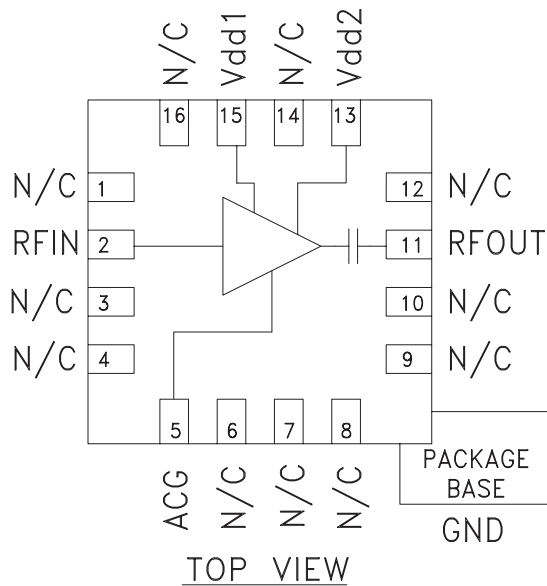 N/C Vdd1 N/C Vdd2
16 15 14 13
N/C 1 12 N/C
RFIN 2 11 RFOUT
N/C 3 10 N/C
N/C 4 9 N/C
5 6 7 8
ACG N/C N/C N/C
PACKAGE
BASE
GND
TOP VIEW